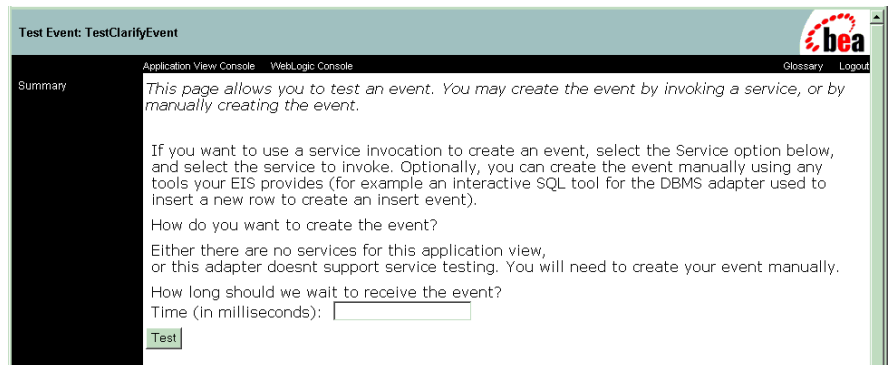 Test Event: TestClarifyEvent
bea
Application View Console WebLogic Console Glossary Logout
Summary
This page allows you to test an event. You may create the event by invoking a service, or by
manually creating the event.
If you want to use a service invocation to create an event, select the Service option below,
and select the service to invoke. Optionally, you can create the event manually using any
tools your EIS provides (for example an interactive SQL tool for the DBMS adapter used to
insert a new row to create an insert event).
How do you want to create the event?
Either there are no services for this application view,
or this adapter doesnt support service testing. You will need to create your event manually.
How long should we wait to receive the event?
Time (in milliseconds):
Test